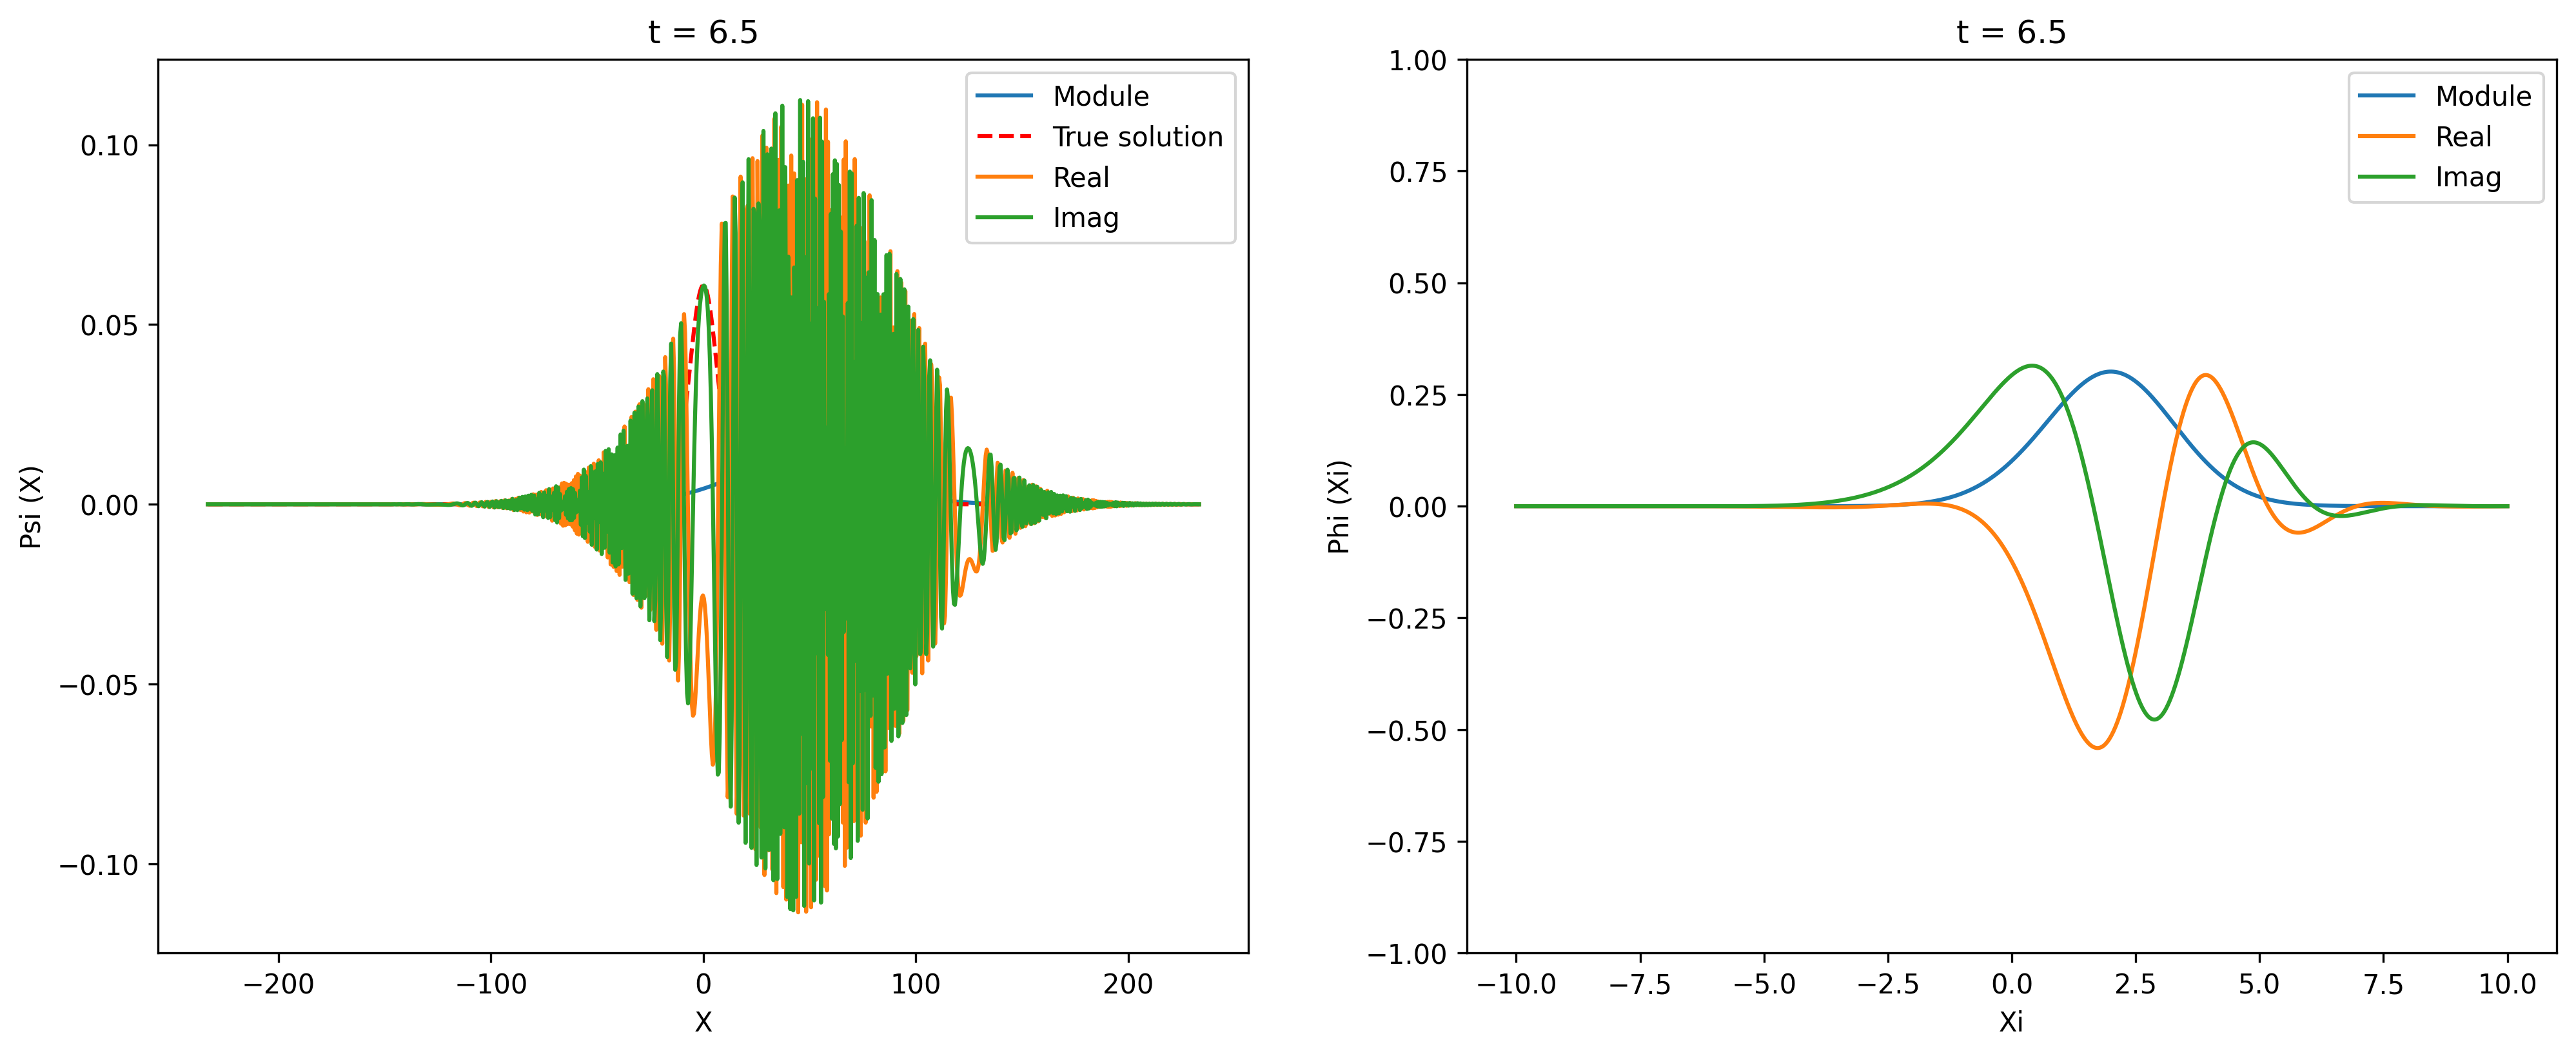 t = 6.5
Psi (X)
0.10
0.05
0.00
−0.05
−0.10
−200
−100
0
100
200
X
Module
True solution
Real
Imag
t = 6.5
Phi (Xi)
1.00
0.75
0.50
0.25
0.00
−0.25
−0.50
−0.75
−1.00
−10.0
−7.5
−5.0
−2.5
0.0
2.5
5.0
7.5
10.0
Xi
Module
Real
Imag